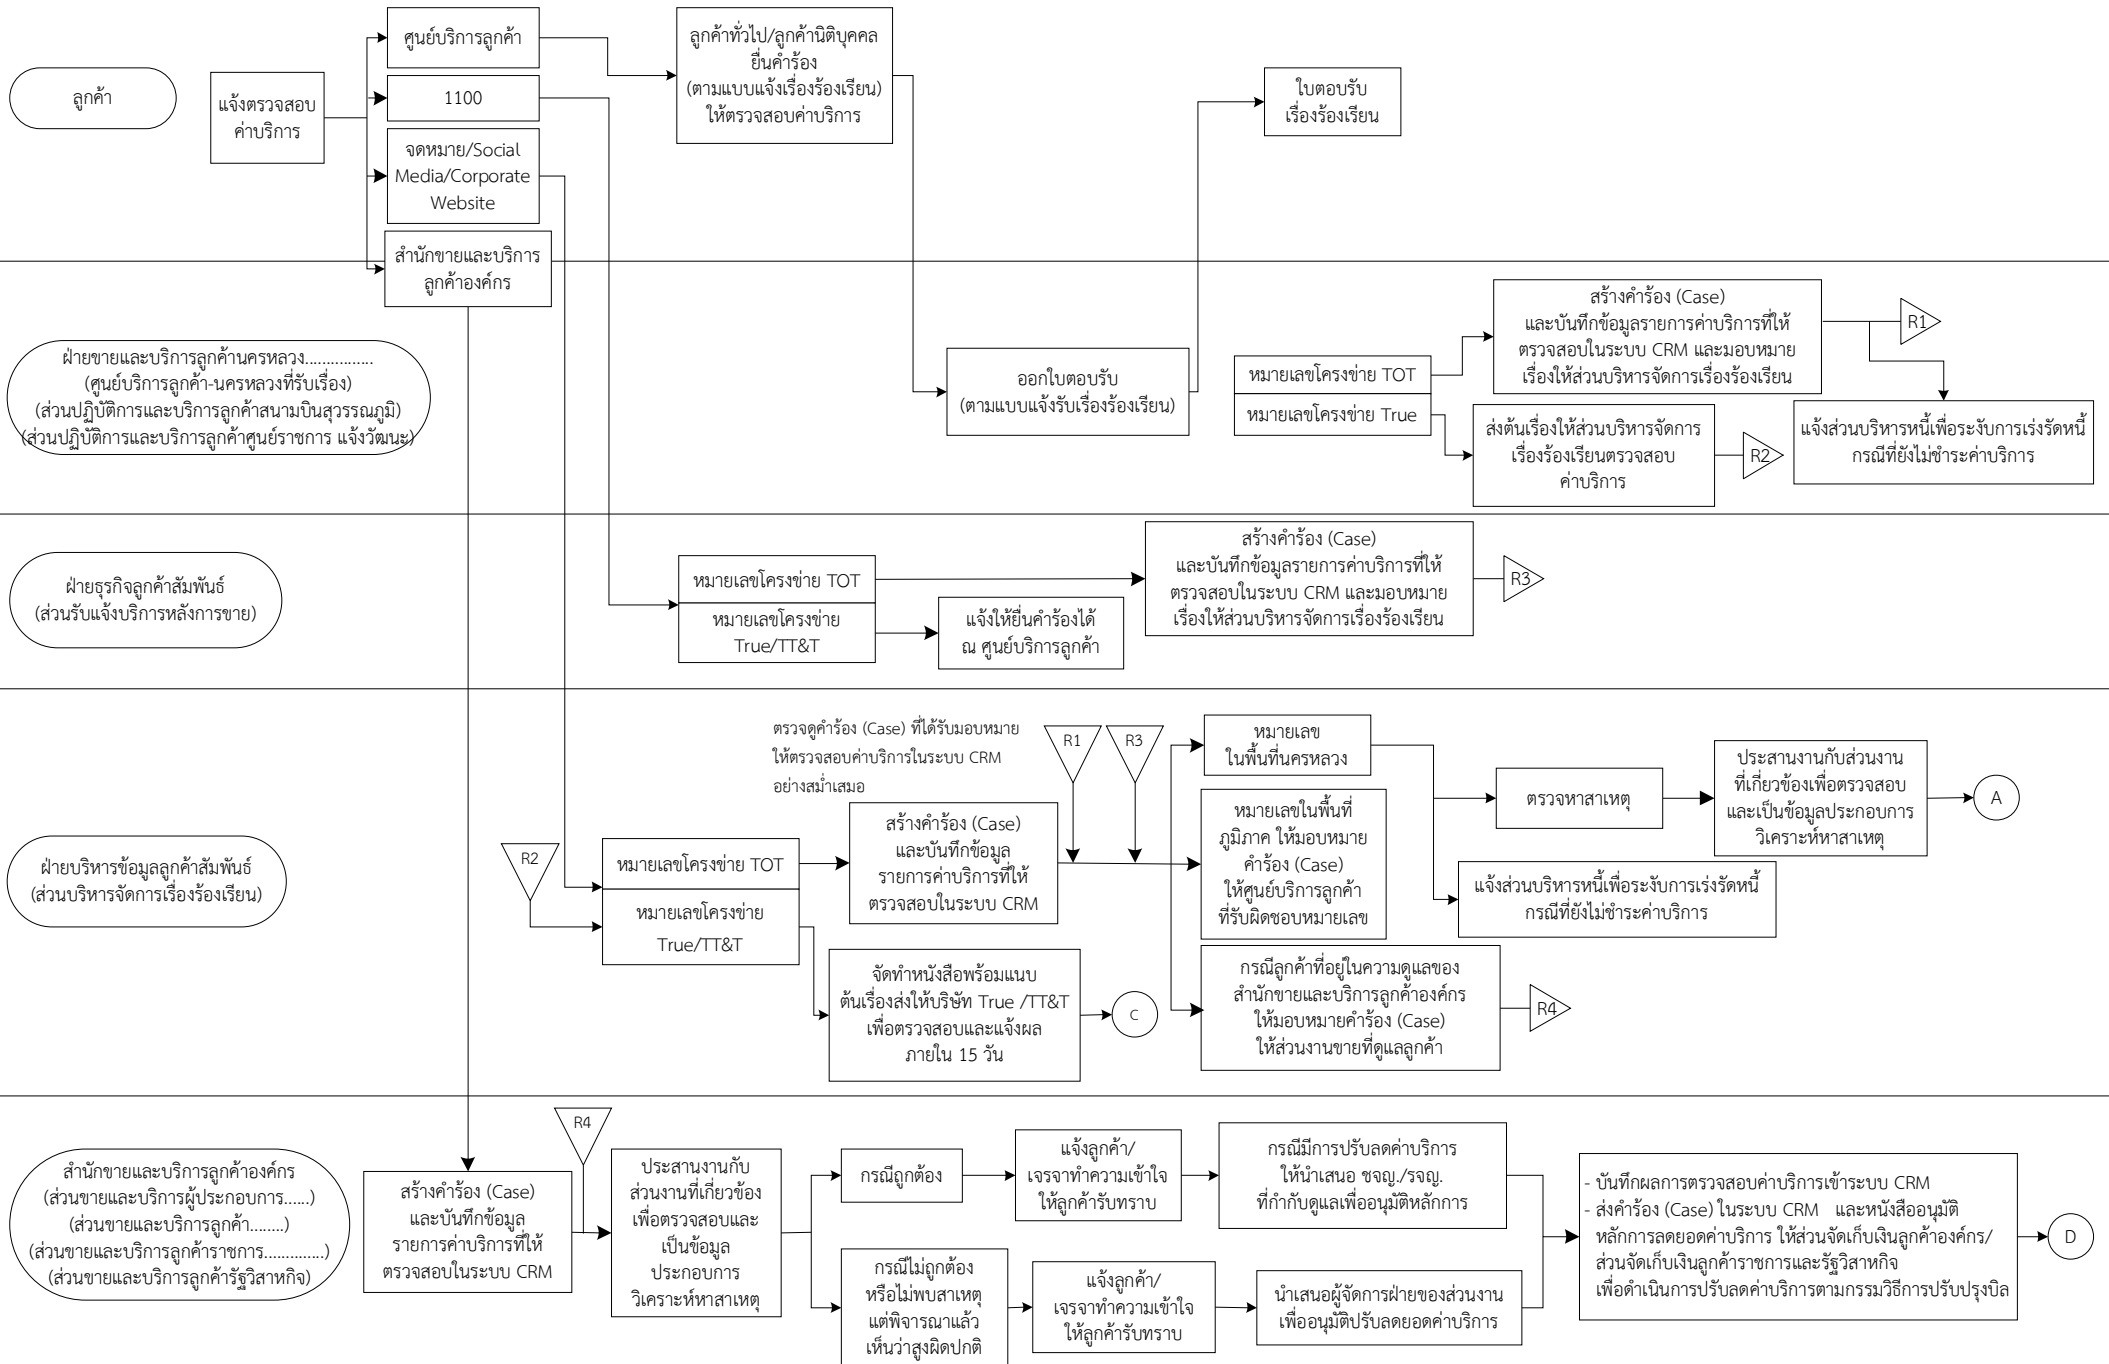 ลูกค้า
แจ้งตรวจสอบ
ค่าบริการ
ศูนย์บริการลูกค้า
1100
จดหมาย/Social
Media/Corporate
Website
สำนักขายและบริการ
ลูกค้าองค์กร
ลูกค้าทั่วไป/ลูกค้านิติบุคคล
ยื่นคำร้อง
(ตามแบบแจ้งเรื่องร้องเรียน)
ให้ตรวจสอบค่าบริการ
ใบตอบรับ
เรื่องร้องเรียน
ฝ่ายขายและบริการลูกค้านครหลวง................
(ศูนย์บริการลูกค้า-นครหลวงที่รับเรื่อง)
(ส่วนปฏิบัติการและบริการลูกค้าสนามบินสุวรรณภูมิ)
(ส่วนปฏิบัติการและบริการลูกค้าศูนย์ราชการ แจ้งวัฒนะ)
ออกใบตอบรับ
(ตามแบบแจ้งรับเรื่องร้องเรียน)
หมายเลขโครงข่าย TOT
หมายเลขโครงข่าย True
สร้างคำร้อง (Case)
และบันทึกข้อมูลรายการค่าบริการที่ให้
ตรวจสอบในระบบ CRM และมอบหมาย
เรื่องให้ส่วนบริหารจัดการเรื่องร้องเรียน
R1
ส่งต้นเรื่องให้ส่วนบริหารจัดการ
เรื่องร้องเรียนตรวจสอบ
ค่าบริการ
R2
แจ้งส่วนบริหารหนี้เพื่อระงับการเร่งรัดหนี้
กรณีที่ยังไม่ชำระค่าบริการ
ฝ่ายธุรกิจลูกค้าสัมพันธ์
(ส่วนรับแจ้งบริการหลังการขาย)
หมายเลขโครงข่าย TOT
หมายเลขโครงข่าย
True/TT&T
แจ้งให้ยื่นคำร้องได้
ณ ศูนย์บริการลูกค้า
สร้างคำร้อง (Case)
และบันทึกข้อมูลรายการค่าบริการที่ให้
ตรวจสอบในระบบ CRM และมอบหมาย
เรื่องให้ส่วนบริหารจัดการเรื่องร้องเรียน
R3
ฝ่ายบริหารข้อมูลลูกค้าสัมพันธ์
(ส่วนบริหารจัดการเรื่องร้องเรียน)
R2
หมายเลขโครงข่าย TOT
หมายเลขโครงข่าย
True/TT&T
ตรวจดูคำร้อง (Case) ที่ได้รับมอบหมาย
ให้ตรวจสอบค่าบริการในระบบ CRM
อย่างสม่ำเสมอ
สร้างคำร้อง (Case)
และบันทึกข้อมูล
รายการค่าบริการที่ให้
ตรวจสอบในระบบ CRM
R1
R3
จัดทำหนังสือพร้อมแนบ
ต้นเรื่องส่งให้บริษัท True /TT&T
เพื่อตรวจสอบและแจ้งผล
ภายใน 15 วัน
C
หมายเลข
ในพื้นที่นครหลวง
หมายเลขในพื้นที่
ภูมิภาค ให้มอบหมาย
คำร้อง (Case)
ให้ศูนย์บริการลูกค้า
ที่รับผิดชอบหมายเลข
กรณีลูกค้าที่อยู่ในความดูแลของ
สำนักขายและบริการลูกค้าองค์กร
ให้มอบหมายคำร้อง (Case)
ให้ส่วนงานขายที่ดูแลลูกค้า
R4
ตรวจหาสาเหตุ
แจ้งส่วนบริหารหนี้เพื่อระงับการเร่งรัดหนี้
กรณีที่ยังไม่ชำระค่าบริการ
ประสานงานกับส่วนงาน
ที่เกี่ยวข้องเพื่อตรวจสอบ
และเป็นข้อมูลประกอบการ
วิเคราะห์หาสาเหตุ
A
สำนักขายและบริการลูกค้าองค์กร
(ส่วนขายและบริการผู้ประกอบการ......)
(ส่วนขายและบริการลูกค้า........)
(ส่วนขายและบริการลูกค้าราชการ..............)
(ส่วนขายและบริการลูกค้ารัฐวิสาหกิจ)
สร้างคำร้อง (Case)
และบันทึกข้อมูล
รายการค่าบริการที่ให้
ตรวจสอบในระบบ CRM
R4
ประสานงานกับ
ส่วนงานที่เกี่ยวข้อง
เพื่อตรวจสอบและ
เป็นข้อมูล
ประกอบการ
วิเคราะห์หาสาเหตุ
กรณีถูกต้อง
แจ้งลูกค้า/
เจรจาทำความเข้าใจ
ให้ลูกค้ารับทราบ
กรณีมีการปรับลดค่าบริการ
ให้นำเสนอ ชจญ./รจญ.
ที่กำกับดูแลเพื่ออนุมัติหลักการ
กรณีไม่ถูกต้อง
หรือไม่พบสาเหตุ
แต่พิจารณาแล้ว
เห็นว่าสูงผิดปกติ
แจ้งลูกค้า/
เจรจาทำความเข้าใจ
ให้ลูกค้ารับทราบ
นำเสนอผู้จัดการฝ่ายของส่วนงาน
เพื่ออนุมัติปรับลดยอดค่าบริการ
- บันทึกผลการตรวจสอบค่าบริการเข้าระบบ CRM
- ส่งคำร้อง (Case) ในระบบ CRM และหนังสืออนุมัติ
หลักการลดยอดค่าบริการ ให้ส่วนจัดเก็บเงินลูกค้าองค์กร/
ส่วนจัดเก็บเงินลูกค้าราชการและรัฐวิสาหกิจ
เพื่อดำเนินการปรับลดค่าบริการตามกรรมวิธีการปรับปรุงบิล
D